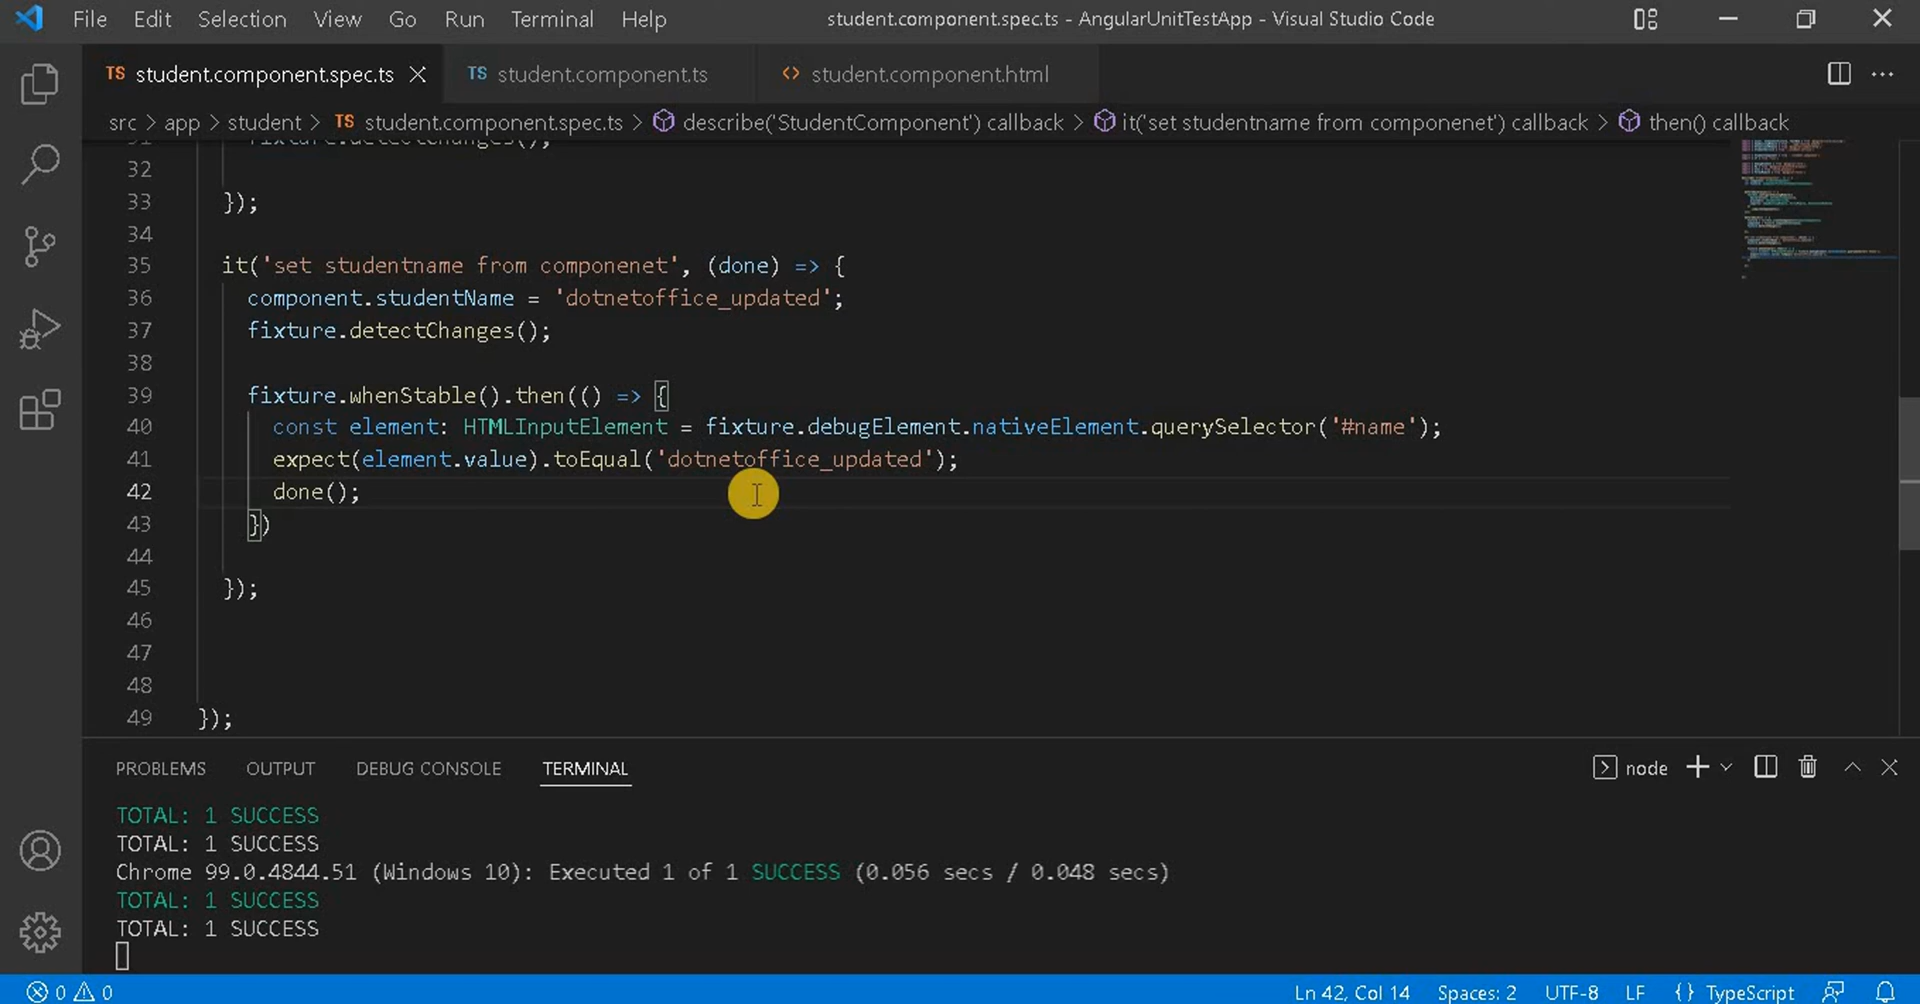 File Edit Selection View Go Run Terminal Help student.component.spec.ts - AngularUnitTestApp - Visual Studio Code
TS student.component.spec.ts TS student.component.ts <> student.component.html
src > app > student > TS student.component.spec.ts > describe('StudentComponent') callback > it('set studentname from componenet') callback > then() callback
31 fixture.detectChanges();
32
33 });
34
35 it('set studentname from componenet', (done) => {
36 component.studentName = 'dotnetoffice_updated';
37 fixture.detectChanges();
38
39 fixture.whenStable().then(() => {
40 const element: HTMLInputElement = fixture.debugElement.nativeElement.querySelector('#name');
41 expect(element.value).toEqual('dotnetoffice_updated');
42 done();
43 })
44
45 });
46
47
48
49 });
PROBLEMS OUTPUT DEBUG CONSOLE TERMINAL node
TOTAL: 1 SUCCESS
TOTAL: 1 SUCCESS
Chrome 99.0.4844.51 (Windows 10): Executed 1 of 1 SUCCESS (0.056 secs / 0.048 secs)
TOTAL: 1 SUCCESS
TOTAL: 1 SUCCESS
0 0 Ln 42, Col 14 Spaces: 2 UTF-8 LF {} TypeScript